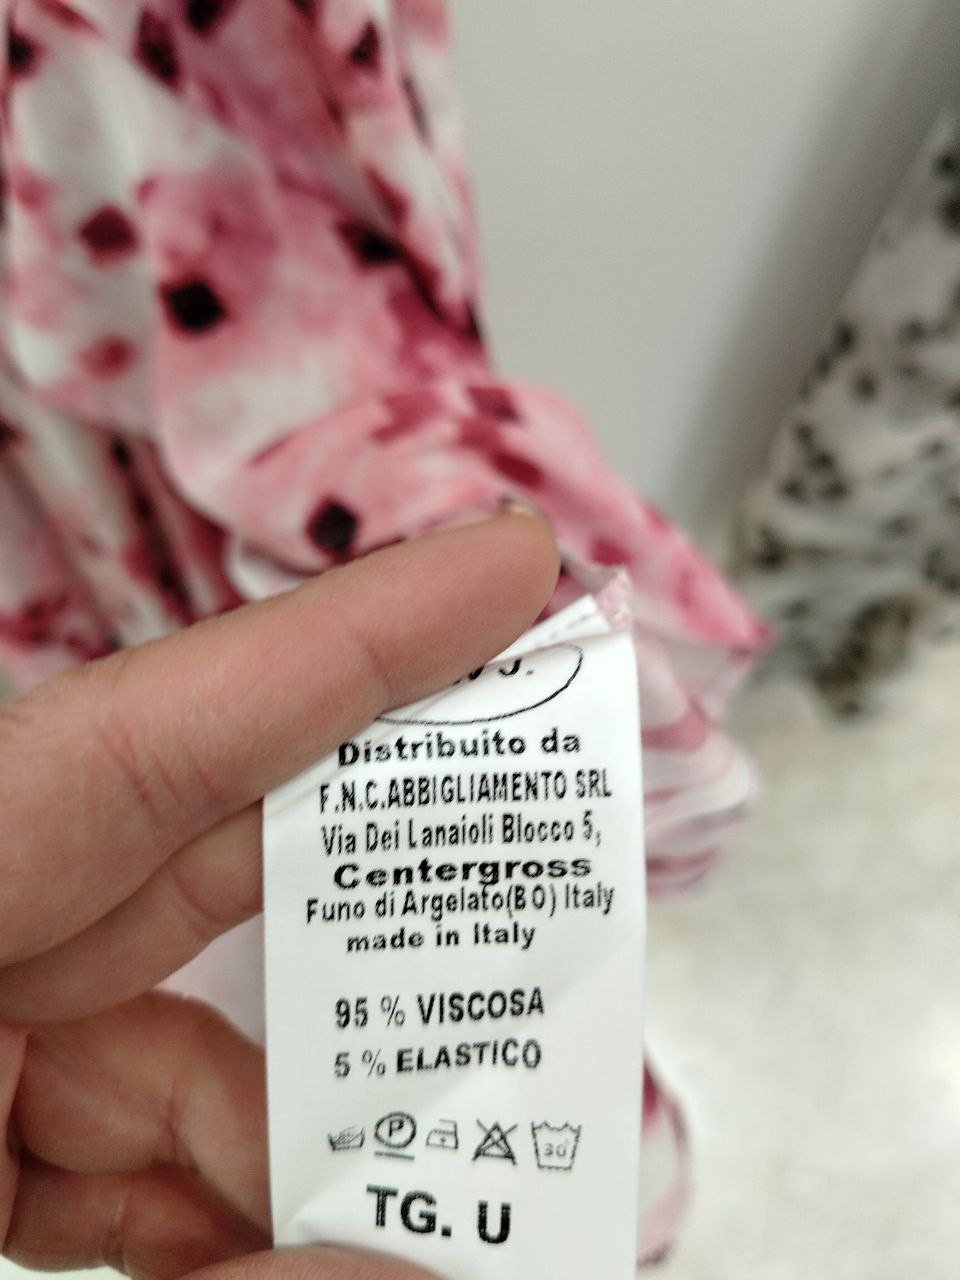 J.
Distribuito da
F.N.C.ABBIGLIAMENTO SRL
Via Dei Lanaioli Blocco 5,
Centergross
Funo di Argelato(BO) Italy
made in Italy
95 % VISCOSA
5 % ELASTICO
P 30°
TG. U